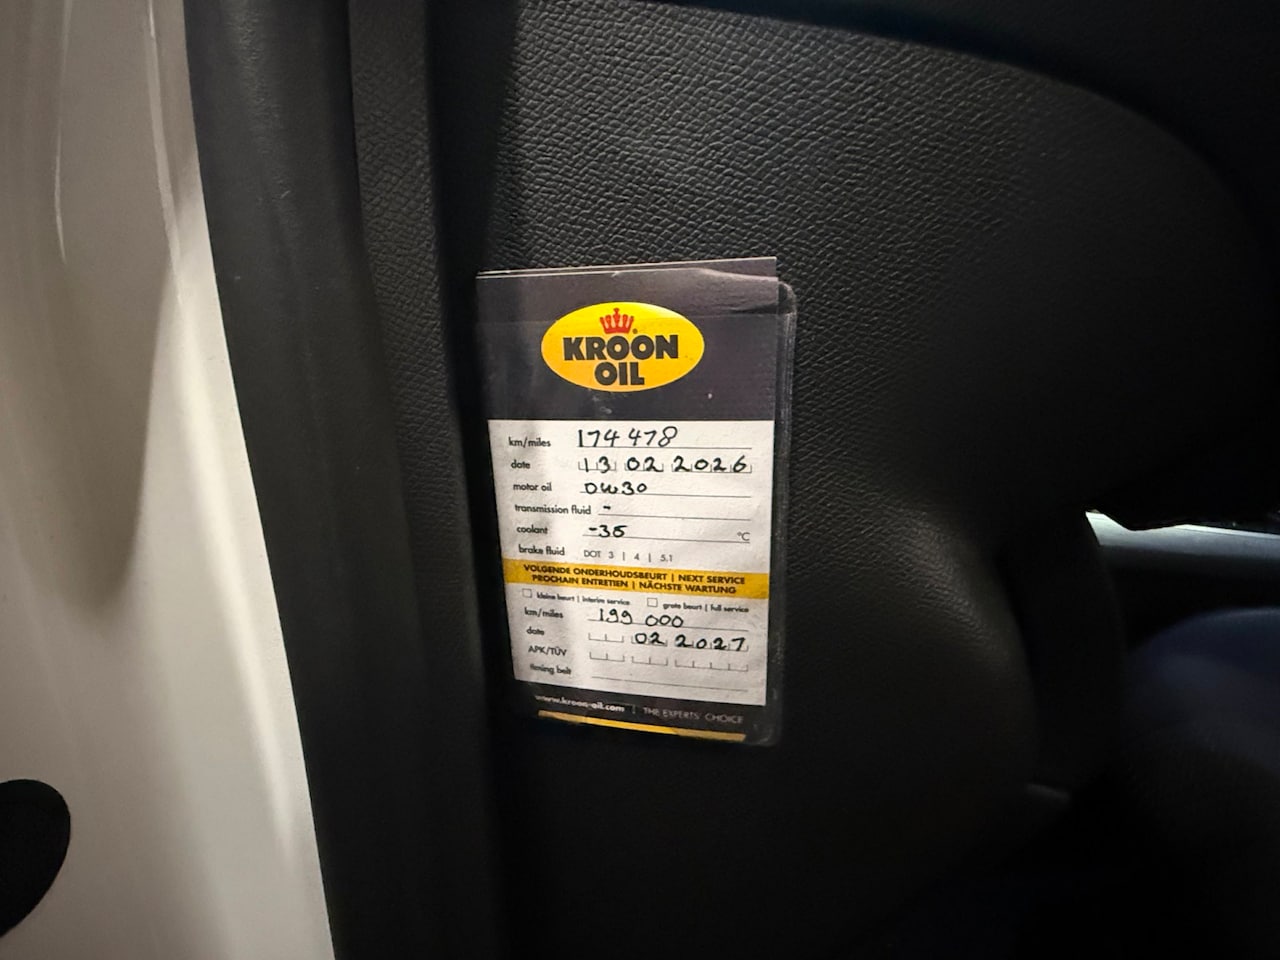 KROON
OIL
km/miles 174 478
date 13 02 2026
motor oil 0W30
transmission fluid -
coolant -35 °C
brake fluid DOT 3 | 4 | 5.1
VOLGENDE ONDERHOUDSBEURT | NEXT SERVICE
PROCHAIN ENTRETIEN | NÄCHSTE WARTUNG
kleine beurt | interim service grote beurt | full service
km/miles 199 000
date 02 2027
APK/TÜV
timing belt
www.kroon-oil.com | THE EXPERTS' CHOICE